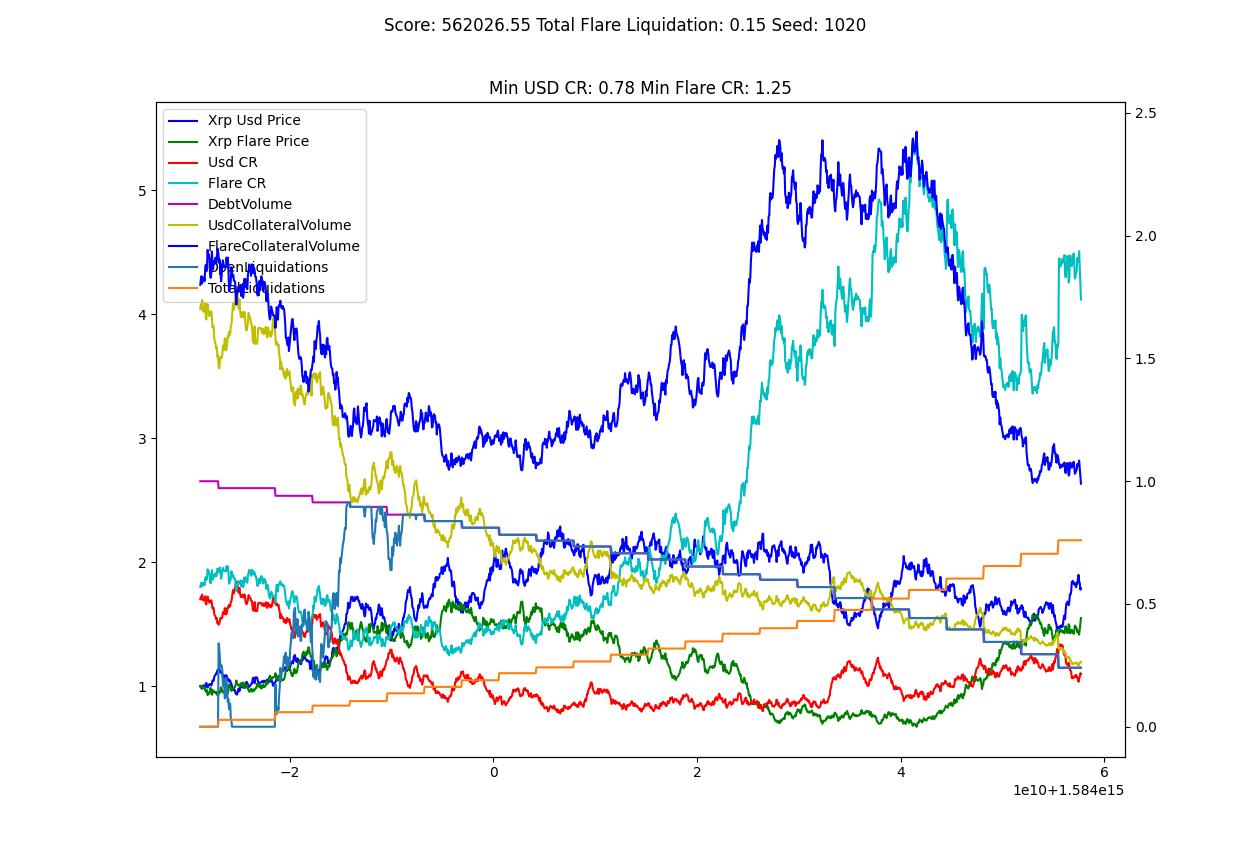 Score: 562026.55 Total Flare Liquidation: 0.15 Seed: 1020
Min USD CR: 0.78 Min Flare CR: 1.25
Xrp Usd Price
Xrp Flare Price
Usd CR
Flare CR
DebtVolume
UsdCollateralVolume
FlareCollateralVolume
OpenLiquidations
TotalLiquidations
5
4
3
2
1
2.5
2.0
1.5
1.0
0.5
0.0
−2
0
2
4
6
1e10+1.584e15